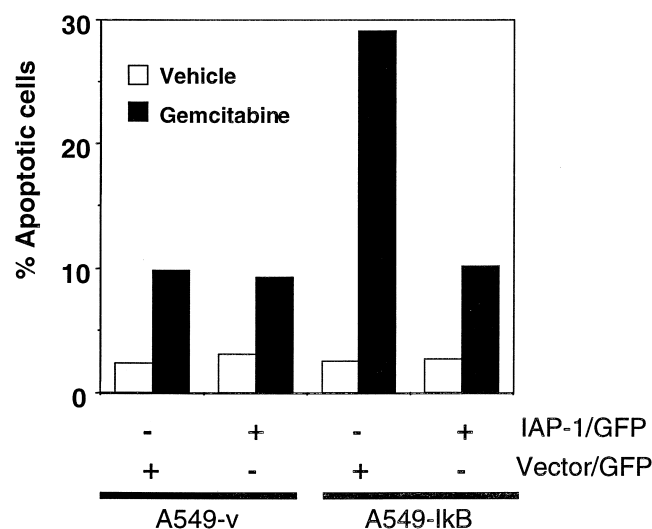 30
20
10
0
% Apoptotic cells
Vehicle
Gemcitabine
- + - + IAP-1/GFP
+ - + - Vector/GFP
A549-v A549-IkB